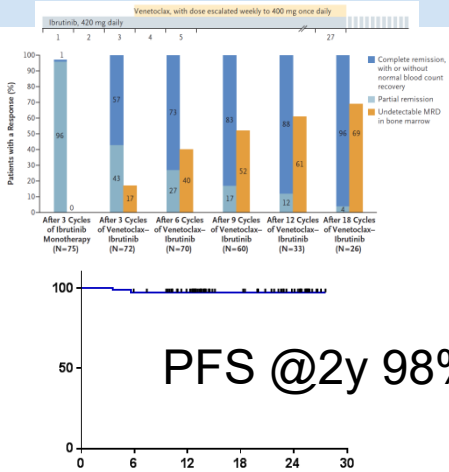 Venetoclax, with dose escalated weekly to 400 mg once daily
Ibrutinib, 420 mg daily
1 2 3 4 5 27
Patients with a Response (%)
100
90
80
70
60
50
40
30
20
10
0
1
96
0
57
43
17
73
27
40
83
17
52
88
12
61
96
4
69
Complete remission,
with or without
normal blood count
recovery
Partial remission
Undetectable MRD
in bone marrow
After 3 Cycles
of Ibrutinib
Monotherapy
(N=75)
After 3 Cycles
of Venetoclax–
Ibrutinib
(N=72)
After 6 Cycles
of Venetoclax–
Ibrutinib
(N=70)
After 9 Cycles
of Venetoclax–
Ibrutinib
(N=60)
After 12 Cycles
of Venetoclax–
Ibrutinib
(N=33)
After 18 Cycles
of Venetoclax–
Ibrutinib
(N=26)
100
50
0
PFS @2y 98%
0 6 12 18 24 30